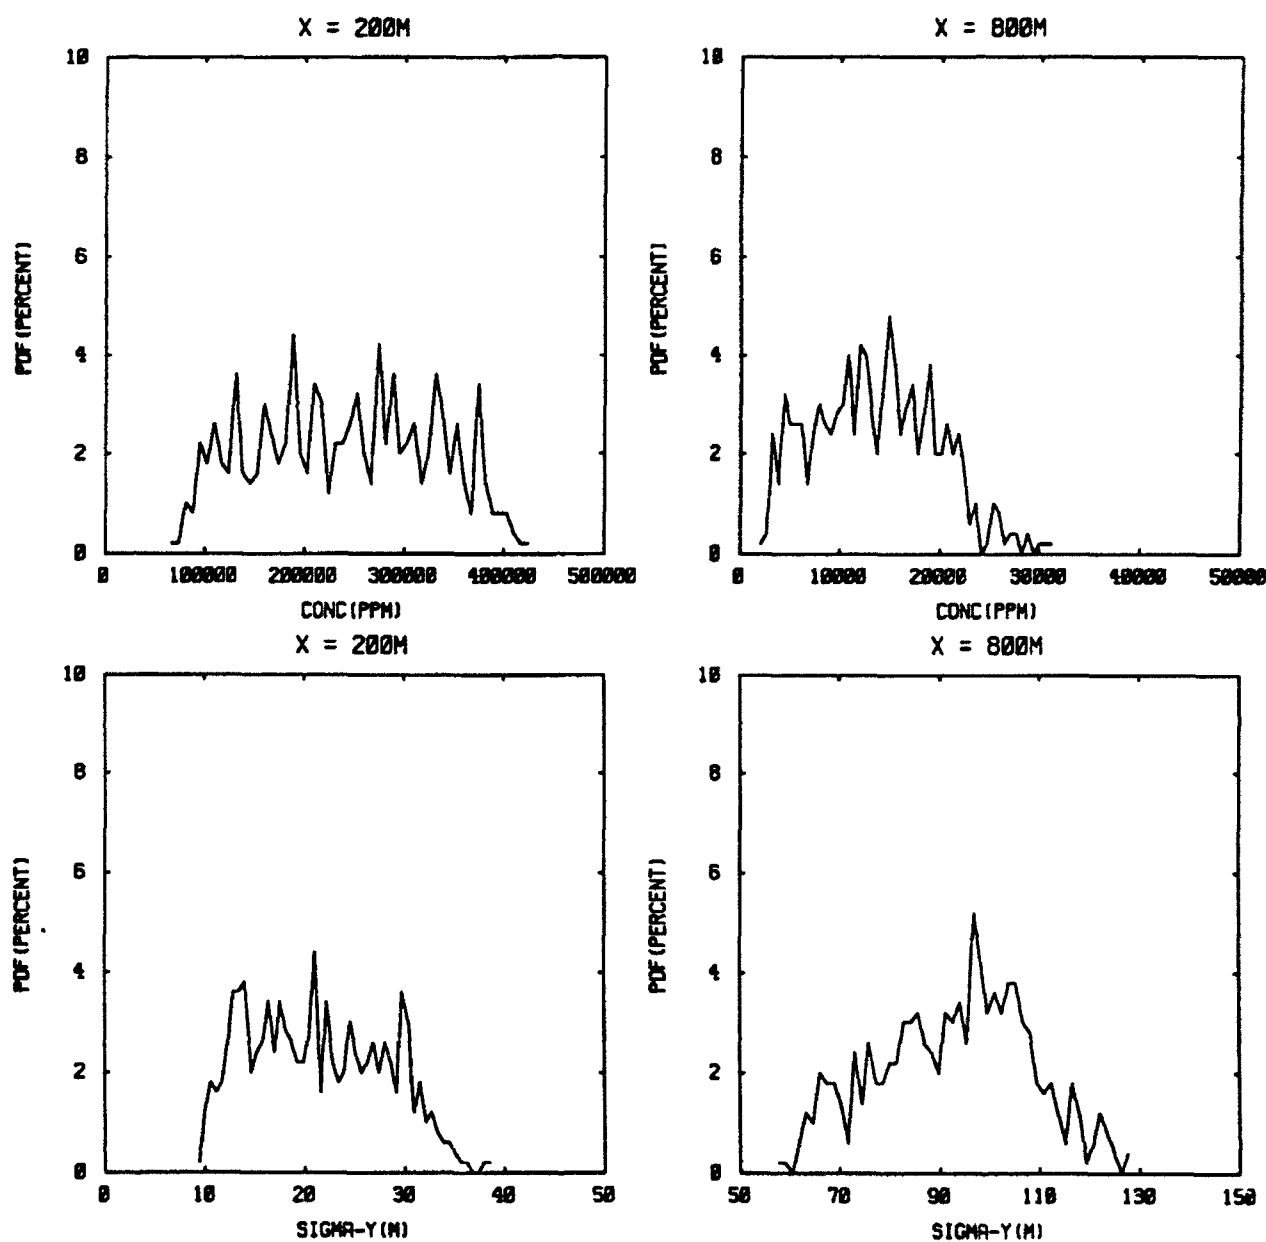 X = 200M
10
8
6
4
2
0
PDF(PERCENT)
0 100000 200000 300000 400000 500000
CONC(PPM)
X = 800M
10
8
6
4
2
0
PDF(PERCENT)
0 10000 20000 30000 40000 50000
CONC(PPM)
X = 200M
10
8
6
4
2
0
PDF(PERCENT)
0 10 20 30 40 50
SIGMA-Y(M)
X = 800M
10
8
6
4
2
0
PDF(PERCENT)
50 70 90 110 130 150
SIGMA-Y(M)